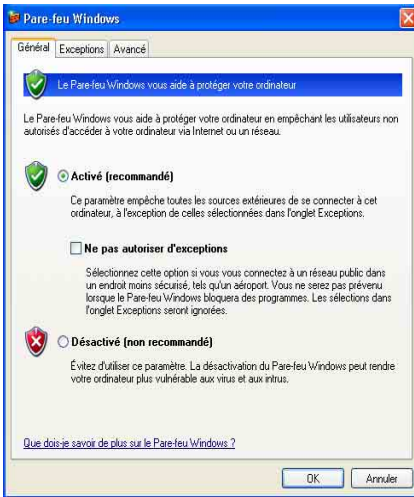 Pare-feu Windows
Général Exceptions Avancé
Le Pare-feu Windows vous aide à protéger votre ordinateur
Le Pare-feu Windows vous aide à protéger votre ordinateur en empêchant les utilisateurs non
autorisés d'accéder à votre ordinateur via Internet ou un réseau.
Activé (recommandé)
Ce paramètre empêche toutes les sources extérieures de se connecter à cet
ordinateur, à l'exception de celles sélectionnées dans l'onglet Exceptions.
Ne pas autoriser d'exceptions
Sélectionnez cette option si vous vous connectez à un réseau public dans
un endroit moins sécurisé, tels qu'un aéroport. Vous ne serez pas prévenu
lorsque le Pare-feu Windows bloquera des programmes. Les sélections dans
l'onglet Exceptions seront ignorées.
Désactivé (non recommandé)
Évitez d'utiliser ce paramètre. La désactivation du Pare-feu Windows peut rendre
votre ordinateur plus vulnérable aux virus et aux intrus.
Que dois-je savoir de plus sur le Pare-feu Windows ?
OK Annuler